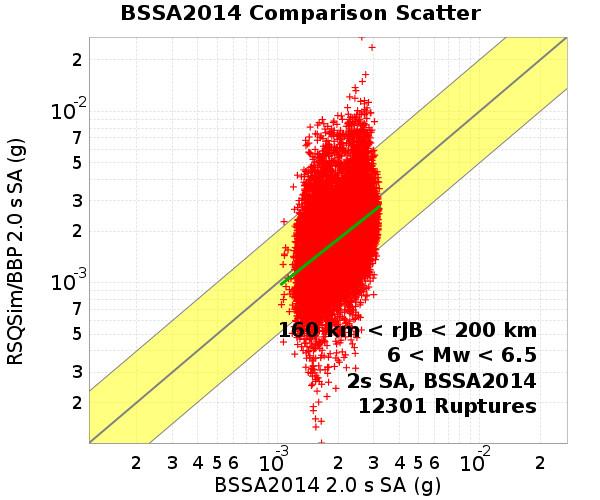 BSSA2014 Comparison Scatter
RSQSim/BBP 2.0 s SA (g)
2
10-2
7
5
3
2
10-3
7
5
3
2
160 km < rJB < 200 km
6 < Mw < 6.5
2s SA, BSSA2014
12301 Ruptures
2 3 4 5 6 10-3 2 3 4 5 6 10-2 2
BSSA2014 2.0 s SA (g)